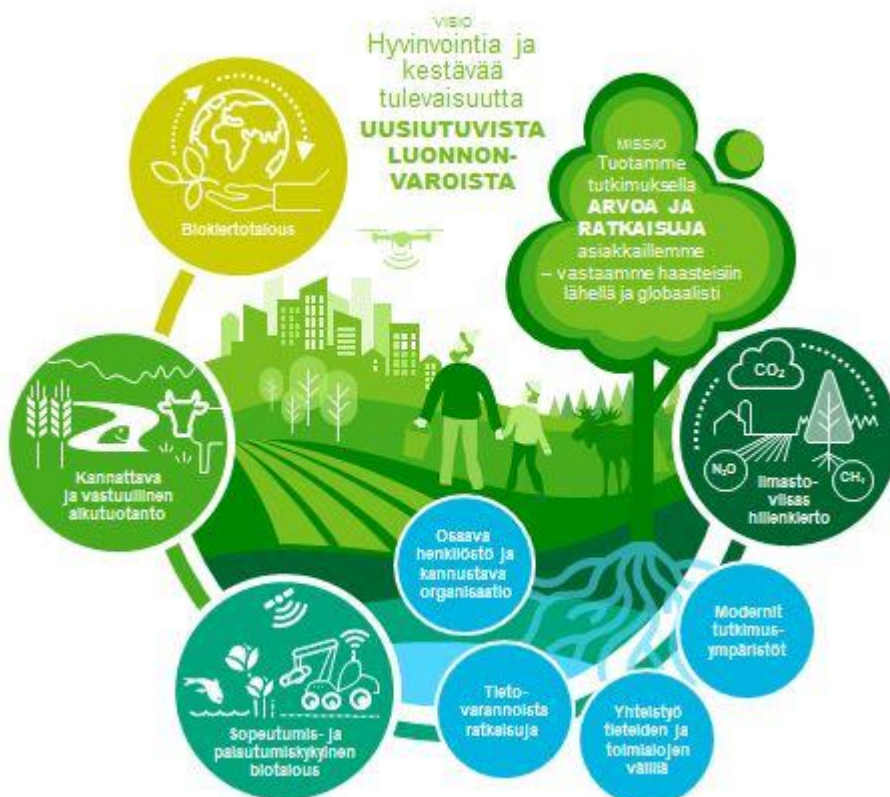 VISIO
Hyvinvointia ja
kestävää
tulevaisuutta
UUSIUTUVISTA
LUONNON-
VAROISTA
MISSIO
Tuotamme
tutkimuksella
ARVOA JA
RATKAISUJA
asiakkaillemme
– vastaamme haasteisiin
lähellä ja globaalisti
Biokiertotalous
Kannattava
ja vastuullinen
alkutuotanto
CO₂
N₂O
CH₄
Ilmasto-
viisas
hiilenkierto
Osaava
henkilöstö ja
kannustava
organisaatio
Modernit
tutkimus-
ympäristöt
Sopeutumis- ja
palautumiskykyinen
biotalous
Tieto-
varannoista
ratkaisuja
Yhteistyö
tieteiden ja
toimialojen
välillä